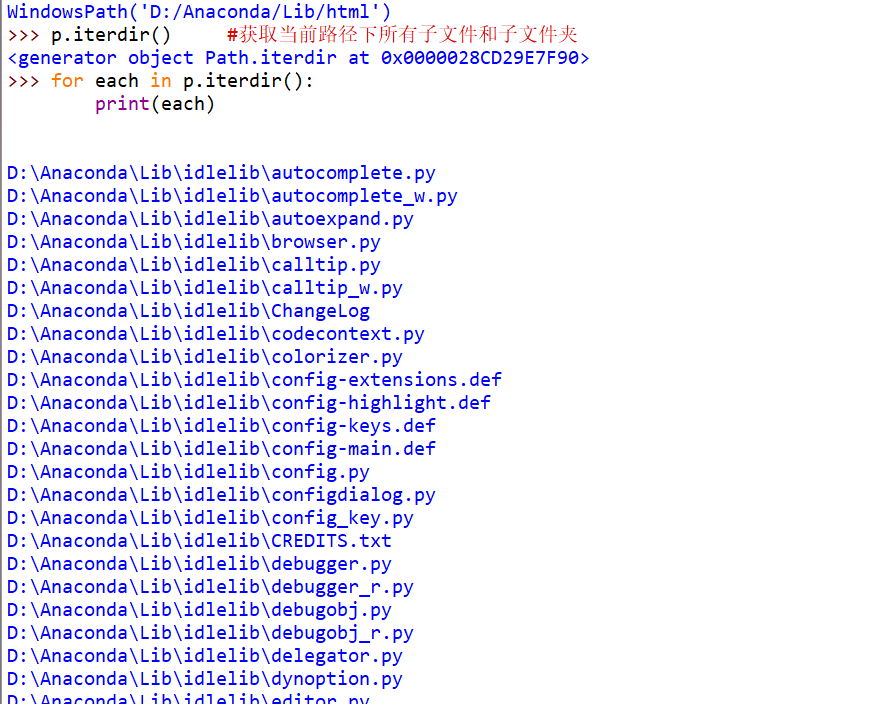 WindowsPath('D:/Anaconda/Lib/html')
>>> p.iterdir()     #获取当前路径下所有子文件和子文件夹
<generator object Path.iterdir at 0x0000028CD29E7F90>
>>> for each in p.iterdir():
        print(each)
D:\Anaconda\Lib\idlelib\autocomplete.py
D:\Anaconda\Lib\idlelib\autocomplete_w.py
D:\Anaconda\Lib\idlelib\autoexpand.py
D:\Anaconda\Lib\idlelib\browser.py
D:\Anaconda\Lib\idlelib\calltip.py
D:\Anaconda\Lib\idlelib\calltip_w.py
D:\Anaconda\Lib\idlelib\ChangeLog
D:\Anaconda\Lib\idlelib\codecontext.py
D:\Anaconda\Lib\idlelib\colorizer.py
D:\Anaconda\Lib\idlelib\config-extensions.def
D:\Anaconda\Lib\idlelib\config-highlight.def
D:\Anaconda\Lib\idlelib\config-keys.def
D:\Anaconda\Lib\idlelib\config-main.def
D:\Anaconda\Lib\idlelib\config.py
D:\Anaconda\Lib\idlelib\configdialog.py
D:\Anaconda\Lib\idlelib\config_key.py
D:\Anaconda\Lib\idlelib\CREDITS.txt
D:\Anaconda\Lib\idlelib\debugger.py
D:\Anaconda\Lib\idlelib\debugger_r.py
D:\Anaconda\Lib\idlelib\debugobj.py
D:\Anaconda\Lib\idlelib\debugobj_r.py
D:\Anaconda\Lib\idlelib\delegator.py
D:\Anaconda\Lib\idlelib\dynoption.py
D:\Anaconda\Lib\idlelib\editor.py